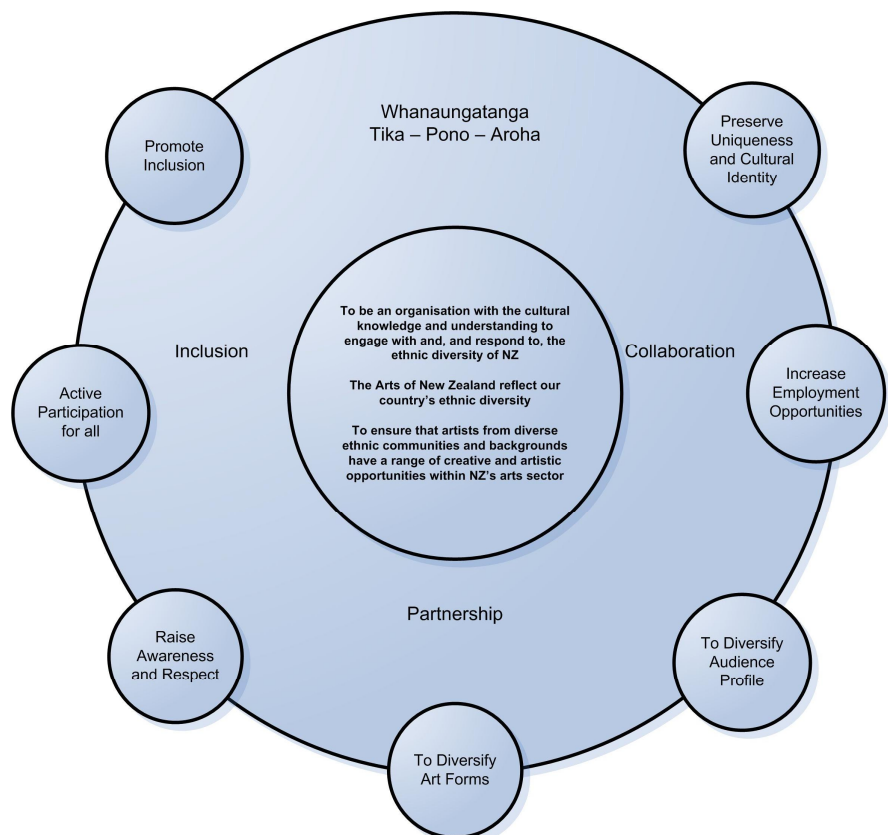 Whanaungatanga
Tika – Pono – Aroha
Promote
Inclusion
Preserve
Uniqueness
and Cultural
Identity
To be an organisation with the cultural
knowledge and understanding to
engage with and, and respond to, the
ethnic diversity of NZ
The Arts of New Zealand reflect our
country's ethnic diversity
To ensure that artists from diverse
ethnic communities and backgrounds
have a range of creative and artistic
opportunities within NZ's arts sector
Inclusion
Collaboration
Active
Participation
for all
Increase
Employment
Opportunities
Partnership
Raise
Awareness
and Respect
To Diversify
Audience
Profile
To Diversify
Art Forms